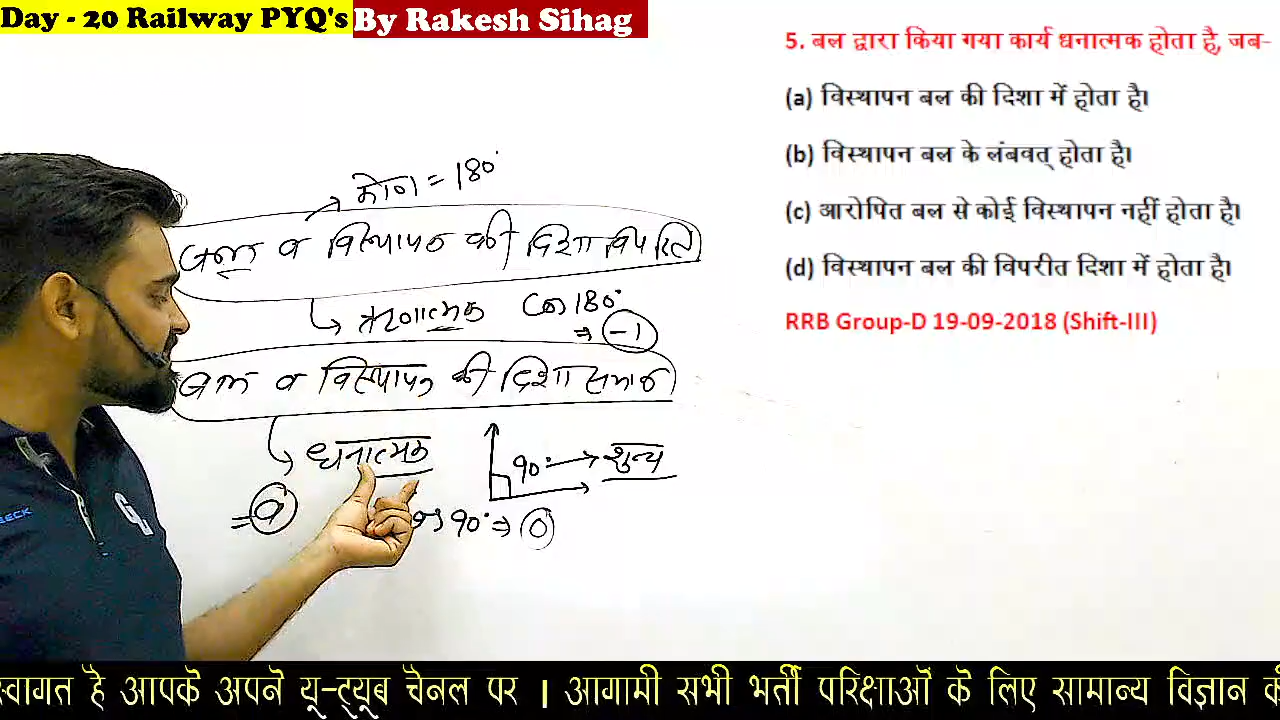 Day - 20 Railway PYQ's By Rakesh Sihag
5. बल द्वारा किया गया कार्य धनात्मक होता है, जब-
(a) विस्थापन बल की दिशा में होता है।
(b) विस्थापन बल के लंबवत् होता है।
(c) आरोपित बल से कोई विस्थापन नहीं होता है।
(d) विस्थापन बल की विपरीत दिशा में होता है।
RRB Group-D 19-09-2018 (Shift-III)
कोण = 180°
बल व विस्थापन की दिशा विपरित
ऋणात्मक Cos 180°
⇒ -1
बल व विस्थापन की दिशा समान
धनात्मक 90° → शुन्य
90° ⇒ 0
BECK
स्वागत है आपके अपने यू-ट्यूब चैनल पर । आगामी सभी भर्ती परिक्षाओं के लिए सामान्य विज्ञान की